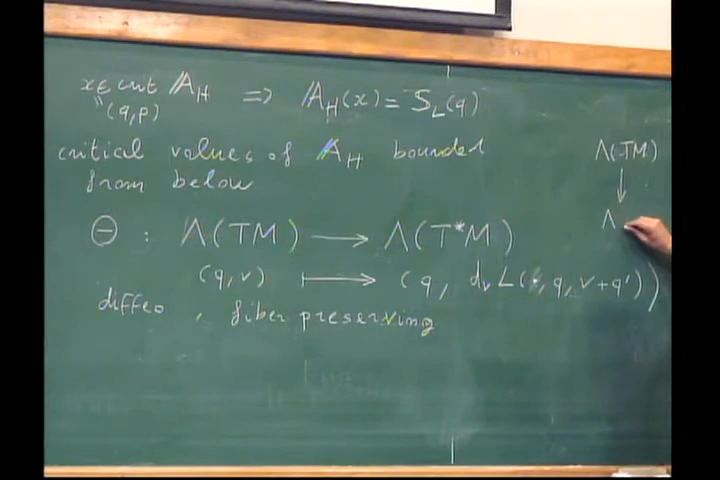 x ∈ crit 𝔸_H ⟹ 𝔸_H(x) = S_L(q)
(q, p)
critical values of 𝔸_H bounded
from below
Θ : Λ(TM) ⟶ Λ(T*M)
(q, v) ⟼ (q, d_v L(t, q, v + q'))
diffeo , fiber preserving
Λ(TM)
↓
Λ